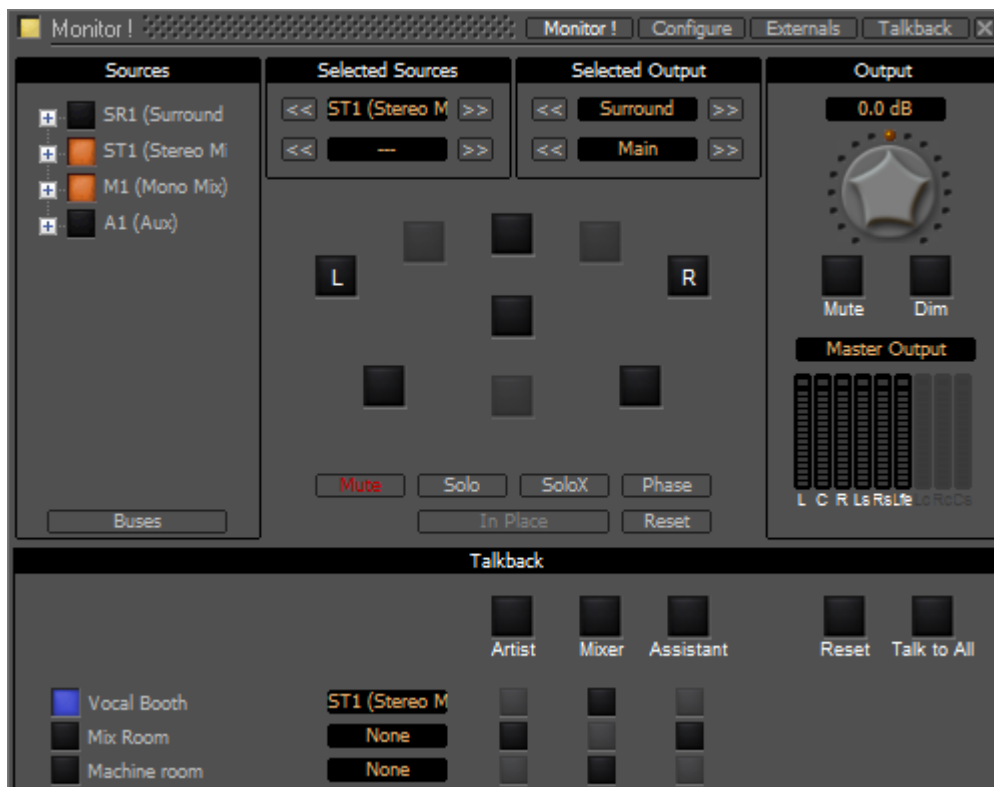 Monitor ! Monitor ! Configure Externals Talkback
Sources
SR1 (Surround
ST1 (Stereo Mi
M1 (Mono Mix)
A1 (Aux)
Buses
Selected Sources
<< ST1 (Stereo M >>
<< --- >>
Selected Output
<< Surround >>
<< Main >>
L
R
Mute Solo SoloX Phase
In Place Reset
Output
0.0 dB
Mute Dim
Master Output
L C R Ls Rs Lfe Lc Rc Cs
Talkback
Artist Mixer Assistant Reset Talk to All
Vocal Booth ST1 (Stereo M
Mix Room None
Machine room None